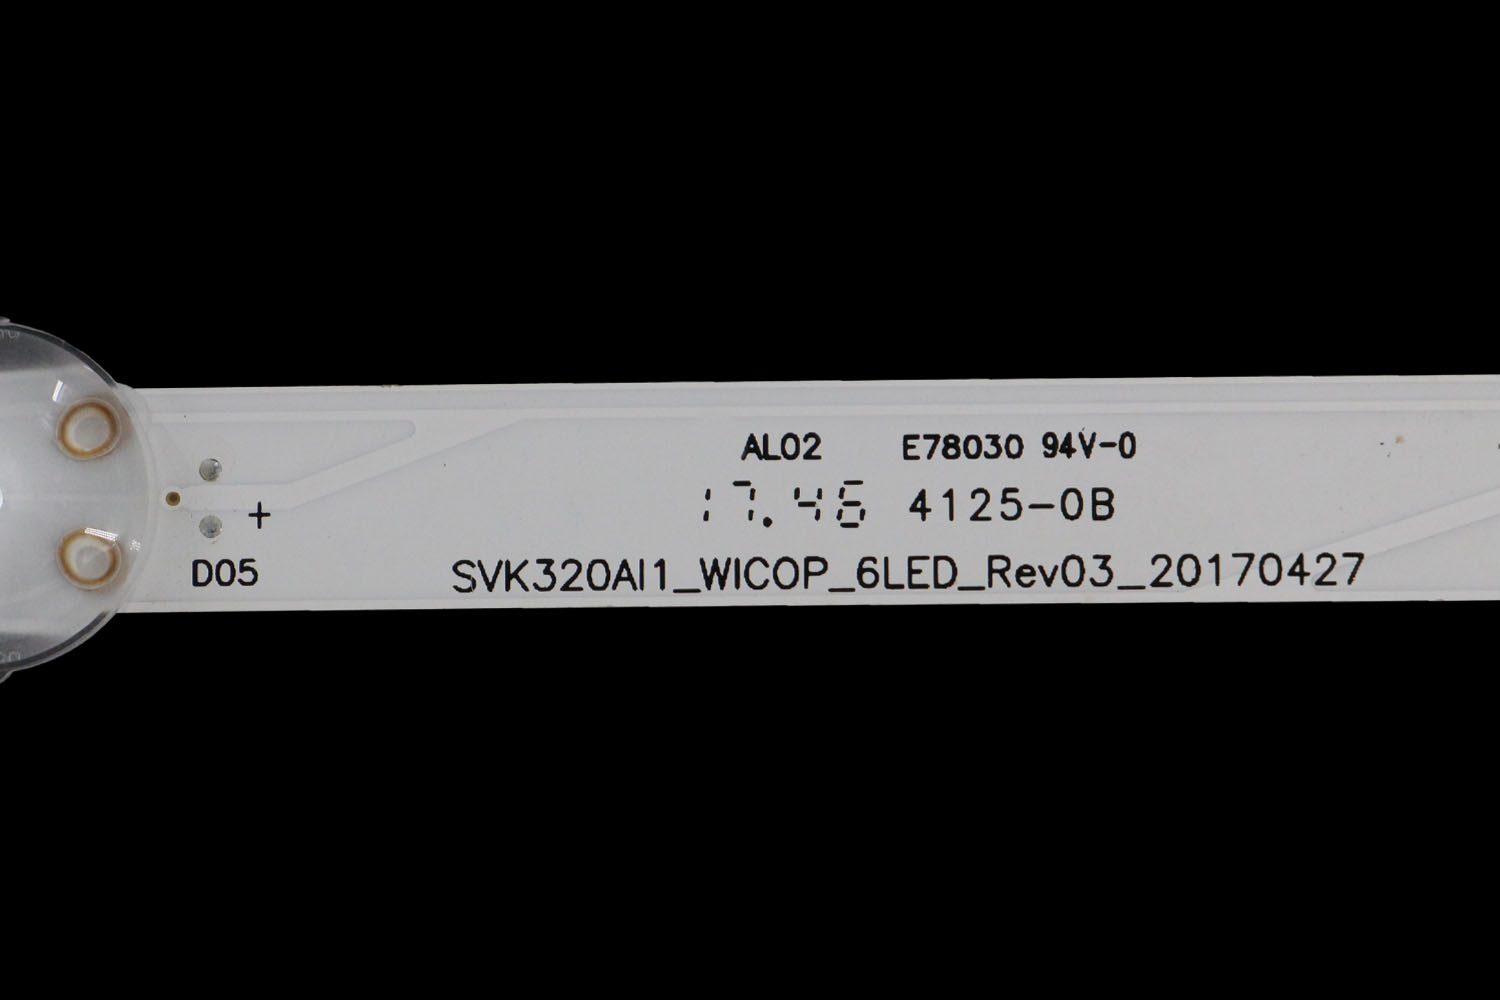 AL02 E78030 94V-0
17.46 4125-0B
+
D05
SVK320AI1_WICOP_6LED_Rev03_20170427